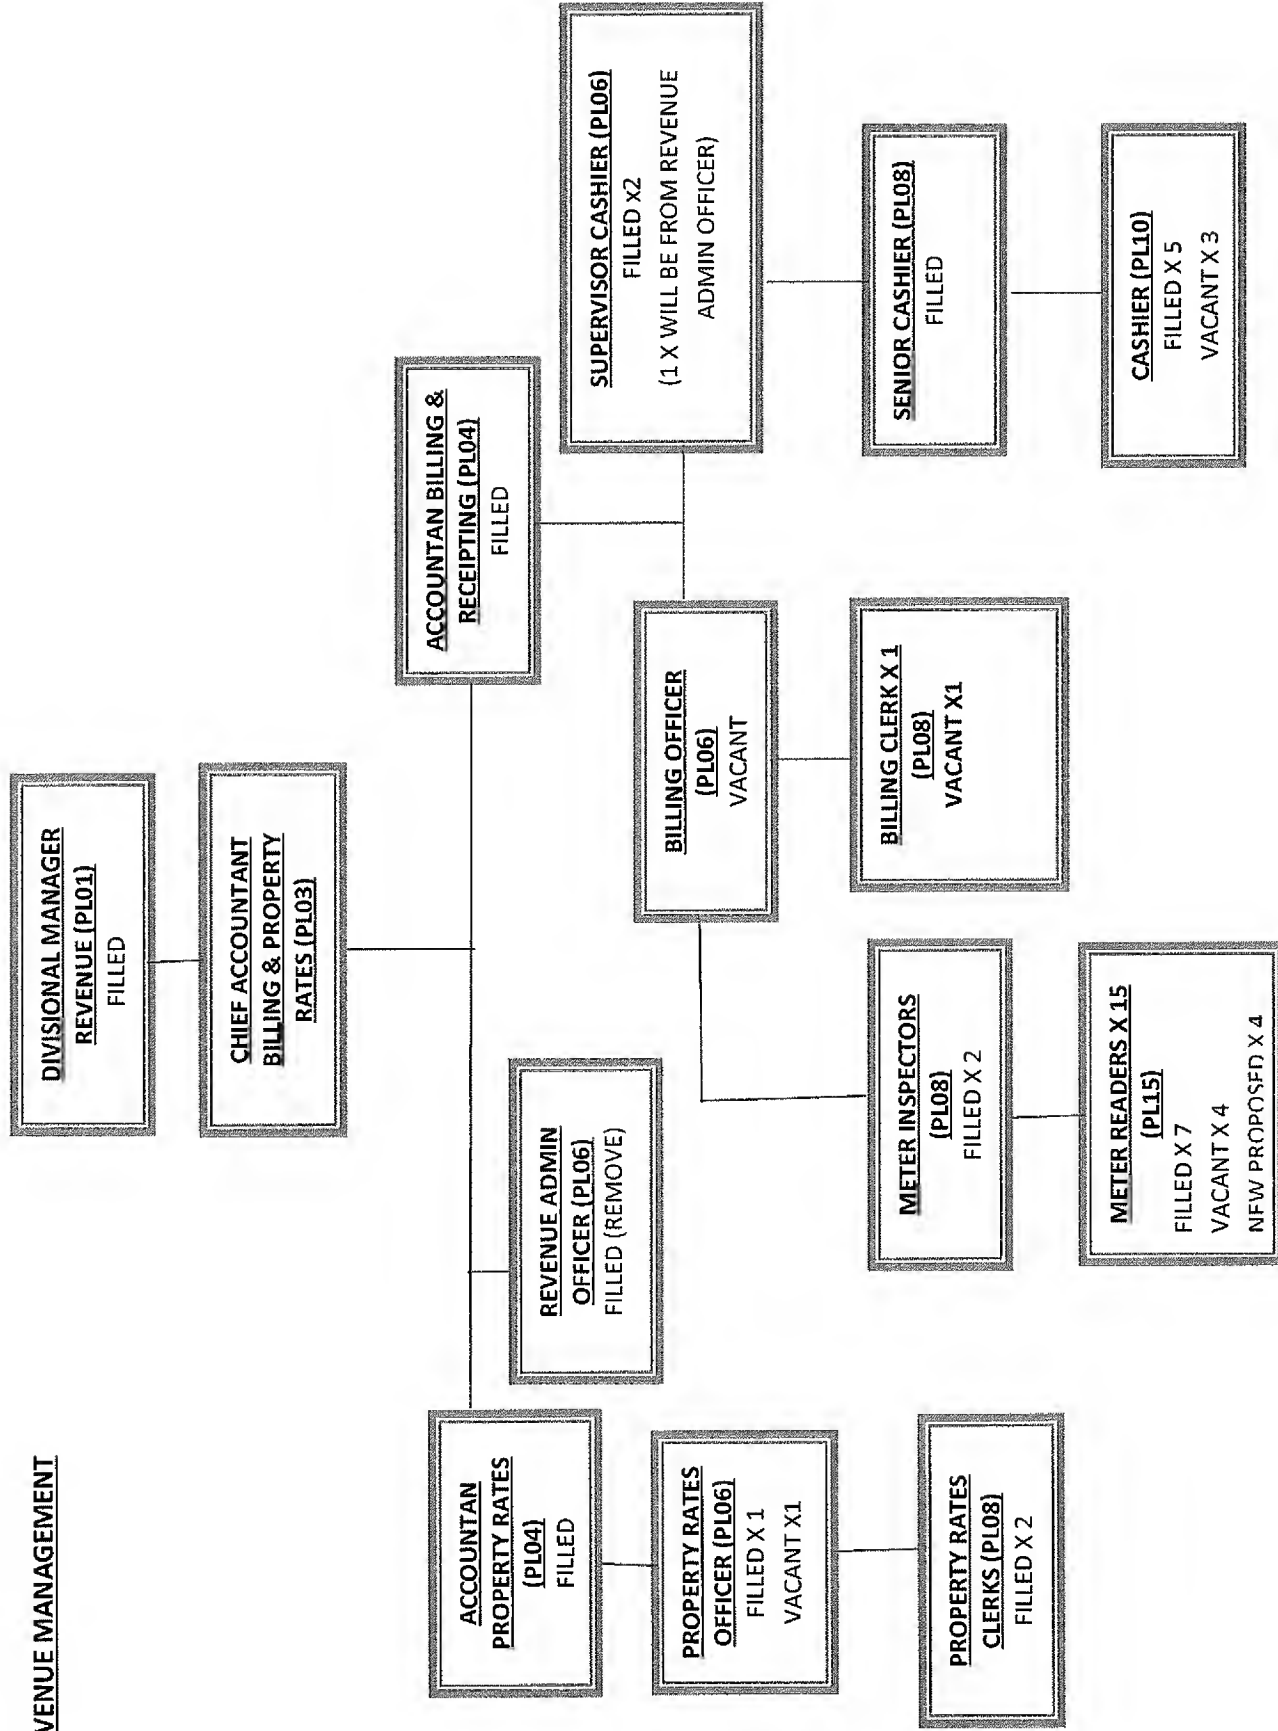 VENUE MANAGEMENT
DIVISIONAL MANAGER
REVENUE (PL01)
FILLED
CHIEF ACCOUNTANT
BILLING & PROPERTY
RATES (PL03)
ACCOUNTAN
PROPERTY RATES
(PL04)
FILLED
REVENUE ADMIN
OFFICER (PL06)
FILLED (REMOVE)
ACCOUNTAN BILLING &
RECEIPTING (PL04)
FILLED
PROPERTY RATES
OFFICER (PL06)
FILLED X 1
VACANT X1
PROPERTY RATES
CLERKS (PL08)
FILLED X 2
BILLING OFFICER
(PL06)
VACANT
SUPERVISOR CASHIER (PL06)
FILLED x2
(1 X WILL BE FROM REVENUE
ADMIN OFFICER)
METER INSPECTORS
(PL08)
FILLED X 2
BILLING CLERK X 1
(PL08)
VACANT X1
SENIOR CASHIER (PL08)
FILLED
METER READERS X 15
(PL15)
FILLED X 7
VACANT X 4
NEW PROPOSED X 4
CASHIER (PL10)
FILLED X 5
VACANT X 3